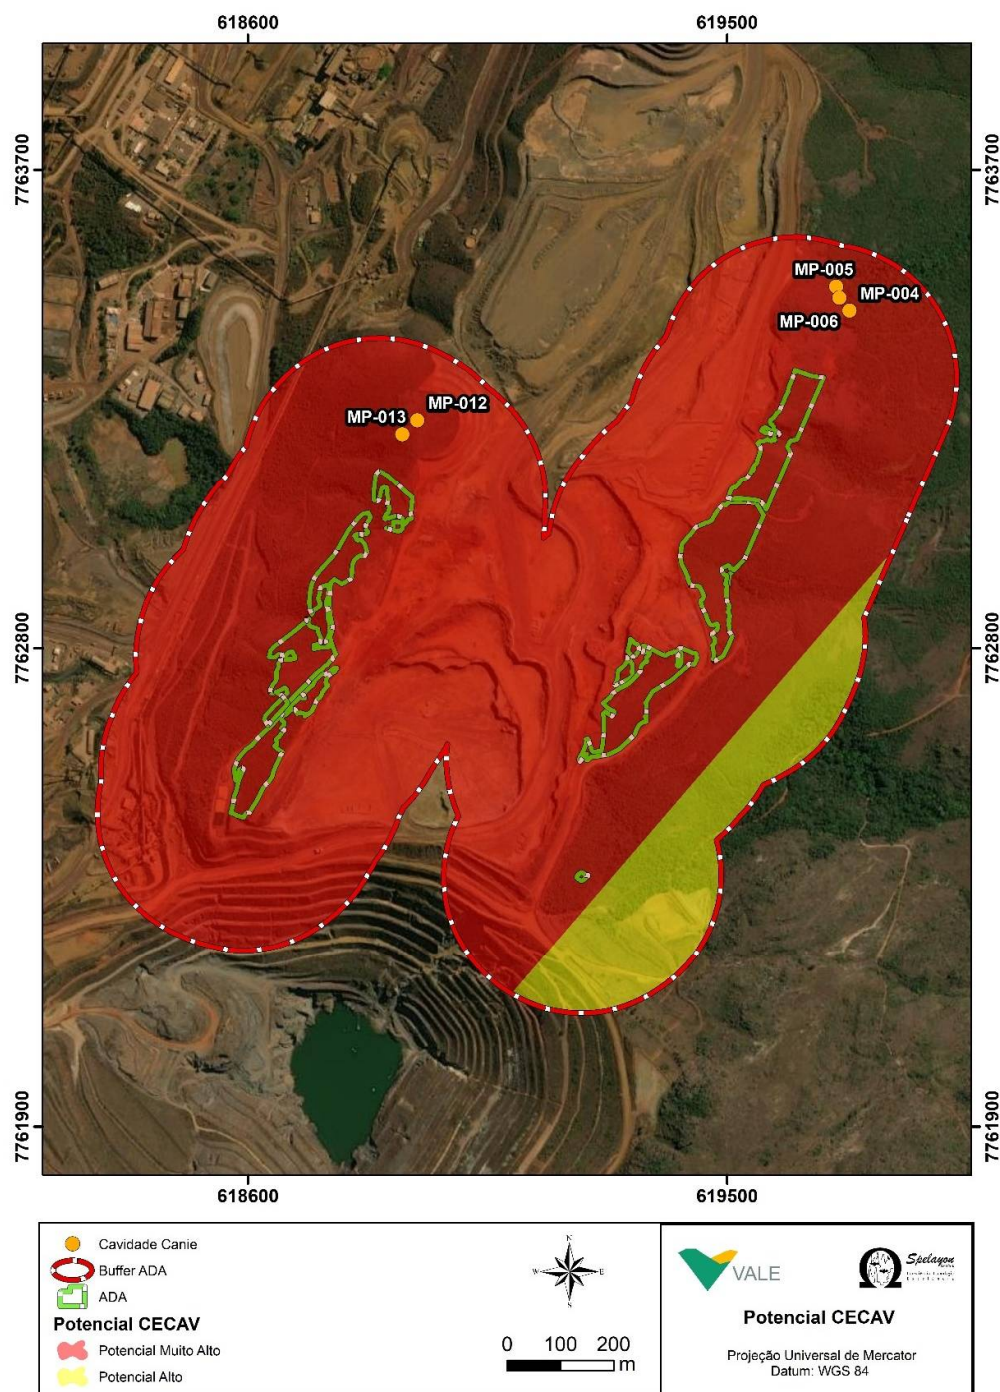 618600
619500
7763700
7763700
MP-005
MP-004
MP-006
MP-013
MP-012
7762800
7762800
7761900
7761900
618600
619500
Cavidade Canie
Buffer ADA
ADA
Potencial CECAV
Potencial Muito Alto
Potencial Alto
N
W
E
S
0 100 200
m
VALE
Spelayon
Potencial CECAV
Projeção Universal de Mercator
Datum: WGS 84